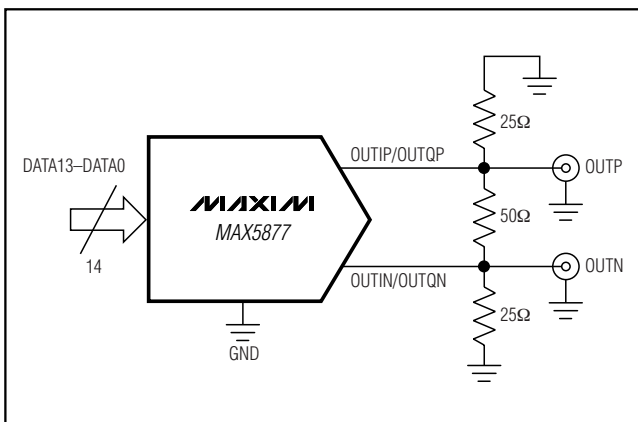 25Ω
OUTIP/OUTQP
OUTP
DATA13–DATA0
MAXIM
MAX5877
50Ω
14
OUTIN/OUTQN
OUTN
25Ω
GND